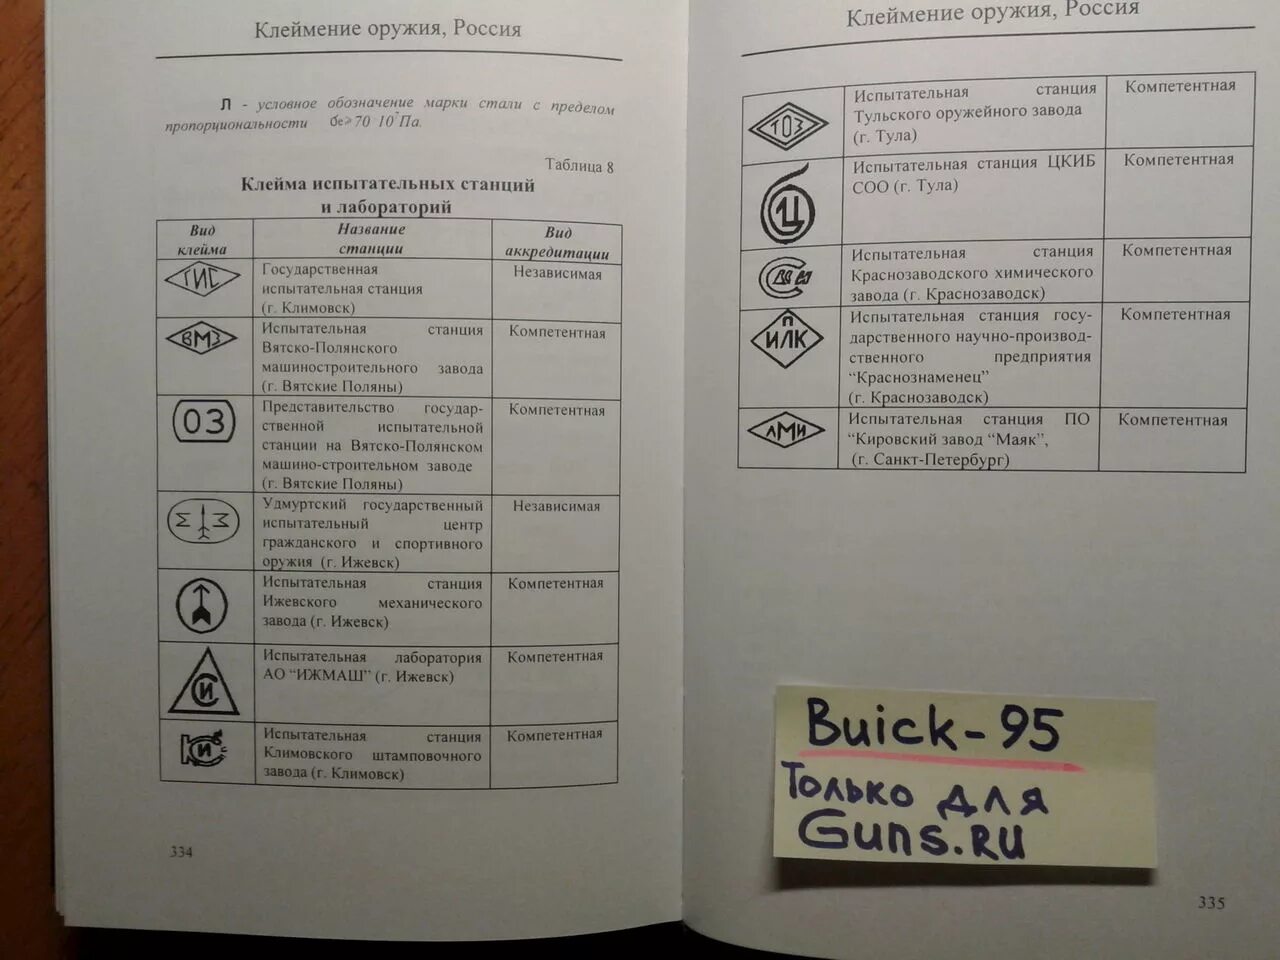 Клеймение оружия, Россия
Л - условное обозначение марки стали с пределом
пропорциональности бе≥70 10⁷Па.
Таблица 8
Клейма испытательных станций
и лабораторий
Вид клейма
Название станции
Вид аккредитации
ГИС
Государственная
испытательная станция
(г. Климовск)
Независимая
ВМЗ
Испытательная станция
Вятско-Полянского
машиностроительного завода
(г. Вятские Поляны)
Компетентная
ОЗ
Представительство государ-
ственной испытательной
станции на Вятско-Полянском
машино-строительном заводе
(г. Вятские Поляны)
Компетентная
Удмуртский государственный
испытательный центр
гражданского и спортивного
оружия (г. Ижевск)
Независимая
Испытательная станция
Ижевского механического
завода (г. Ижевск)
Компетентная
ИС
Испытательная лаборатория
АО “ИЖМАШ” (г. Ижевск)
Компетентная
Испытательная станция
Климовского штамповочного
завода (г. Климовск)
Компетентная
334
Клеймение оружия, Россия
ТОЗ
Испытательная станция
Тульского оружейного завода
(г. Тула)
Компетентная
Ц
Испытательная станция ЦКИБ
СОО (г. Тула)
Компетентная
Испытательная станция
Краснозаводского химического
завода (г. Краснозаводск)
Компетентная
П
ИЛК
Испытательная станция госу-
дарственного научно-производ-
ственного предприятия
“Краснознаменец”
(г. Краснозаводск)
Компетентная
ЛМИ
Испытательная станция ПО
“Кировский завод “Маяк”,
(г. Санкт-Петербург)
Компетентная
Buick-95
Только для
Guns.RU
335